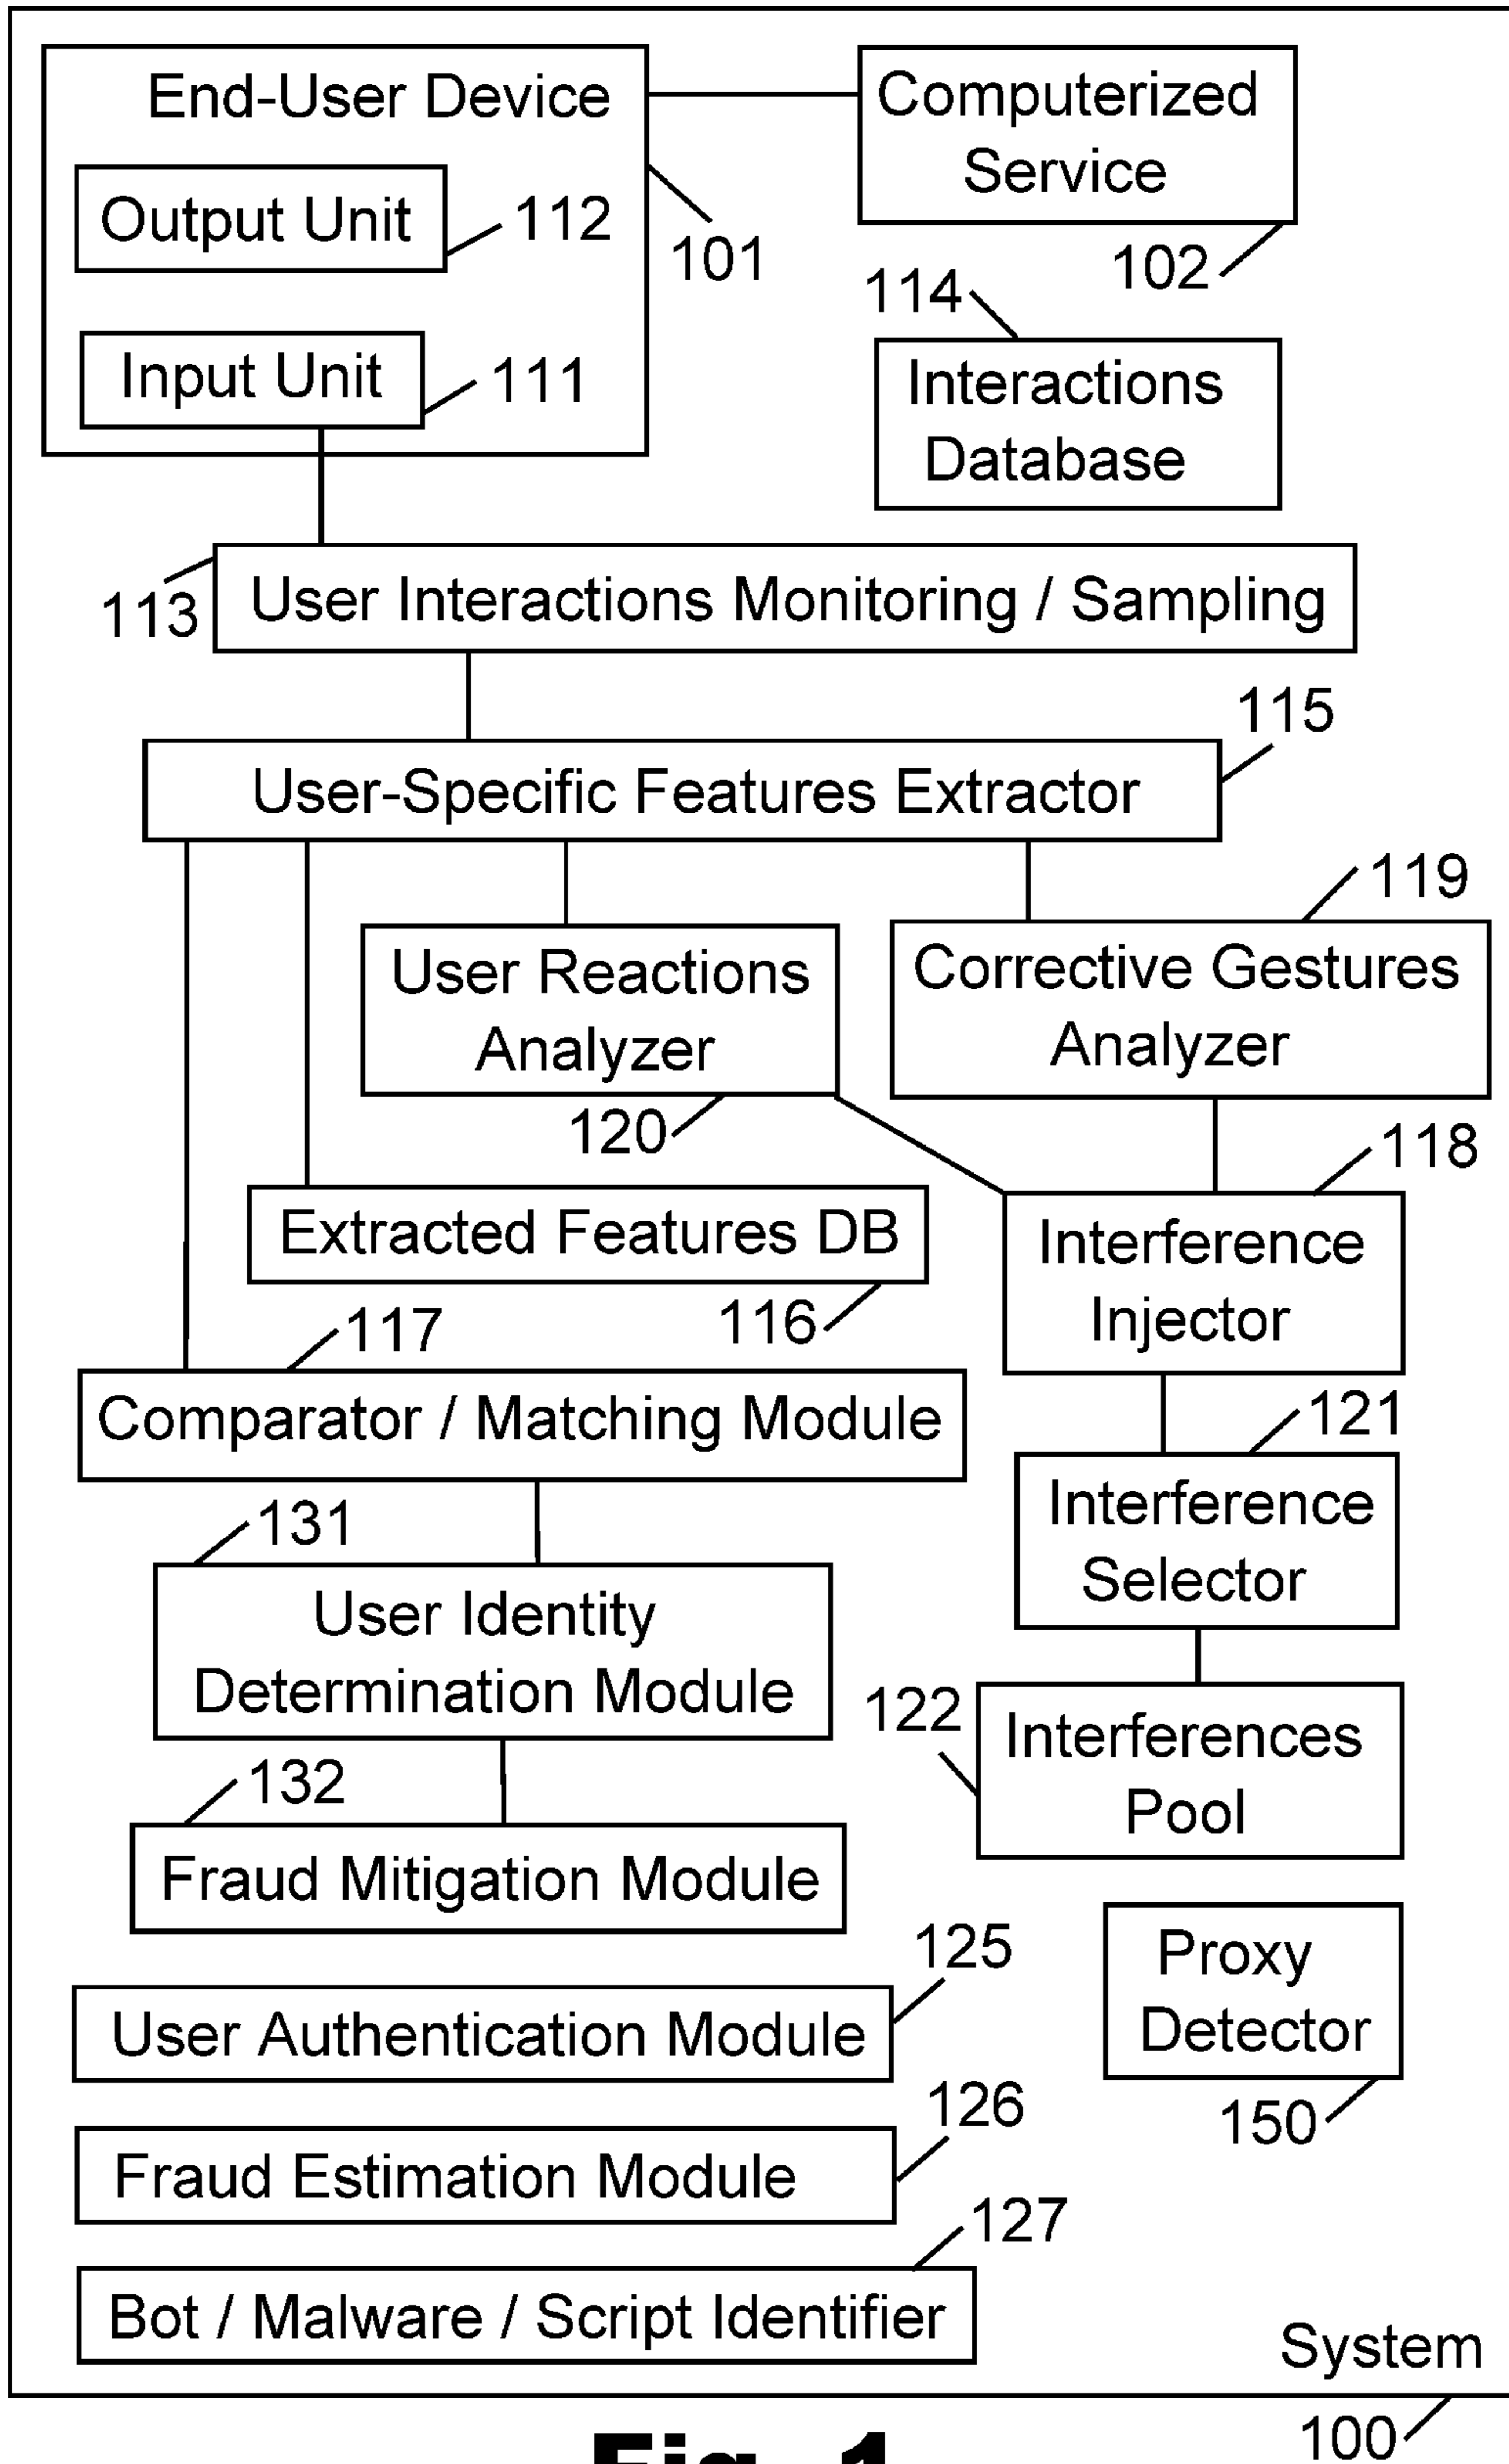 End-User Device
Computerized
Service
Output Unit
112
101
102
114
Input Unit
111
Interactions
Database
113
User Interactions Monitoring / Sampling
115
User-Specific Features Extractor
119
User Reactions
Analyzer
Corrective Gestures
Analyzer
120
118
Extracted Features DB
Interference
Injector
116
117
Comparator / Matching Module
121
131
Interference
Selector
User Identity
Determination Module
122
Interferences
Pool
132
Fraud Mitigation Module
125
Proxy
Detector
User Authentication Module
126
150
Fraud Estimation Module
127
Bot / Malware / Script Identifier
System
100
Fig. 1